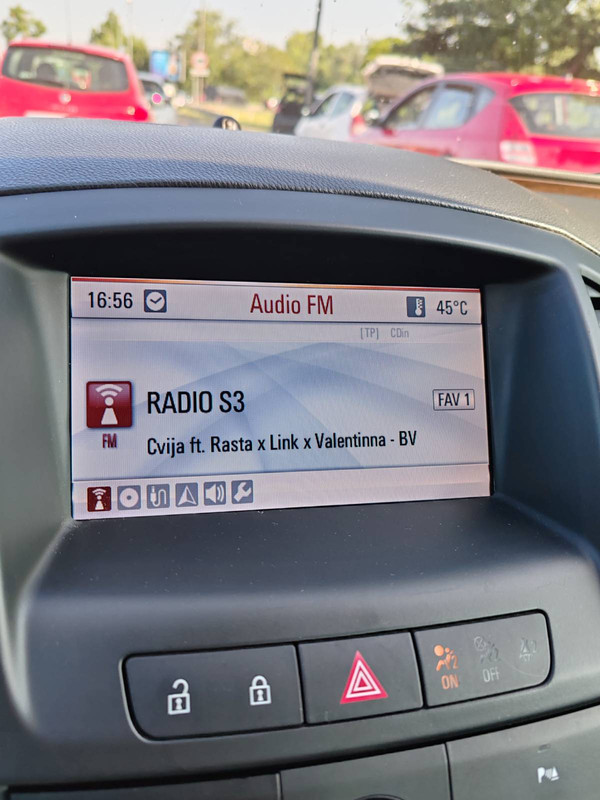 16:56 Audio FM 45°C
[TP] CDin
RADIO S3 FAV 1
FM
Cvija ft. Rasta x Link x Valentinna - BV
2
ON OFF
P